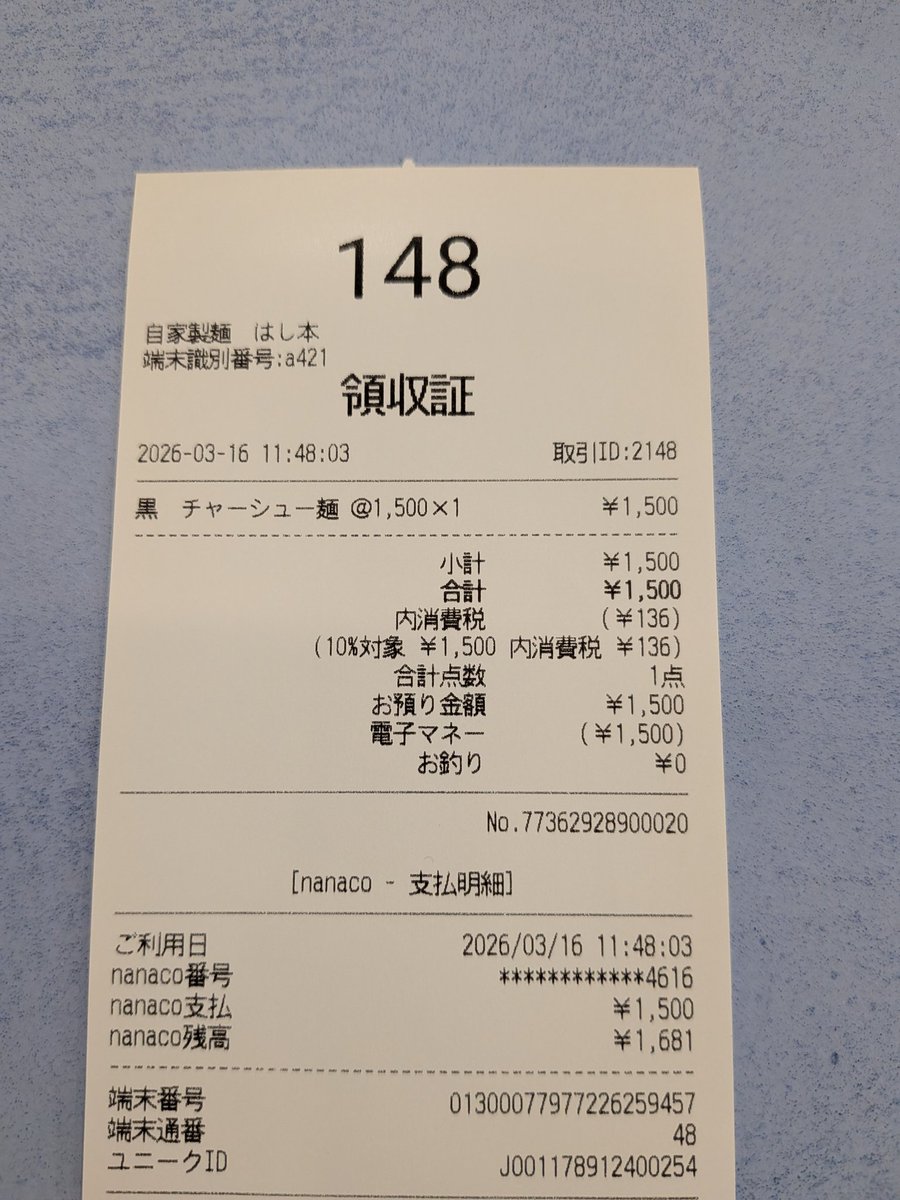 148
自家製麺　はし本
端末識別番号:a421
領収証
2026-03-16 11:48:03 取引ID:2148
黒　チャーシュー麺 @1,500×1 ¥1,500
小計 ¥1,500
合計 ¥1,500
内消費税 (¥136)
(10%対象 ¥1,500 内消費税 ¥136)
合計点数 1点
お預り金額 ¥1,500
電子マネー (¥1,500)
お釣り ¥0
No.77362928900020
[nanaco - 支払明細]
ご利用日 2026/03/16 11:48:03
nanaco番号 ************4616
nanaco支払 ¥1,500
nanaco残高 ¥1,681
端末番号 01300077977226259457
端末通番 48
ユニークID J001178912400254